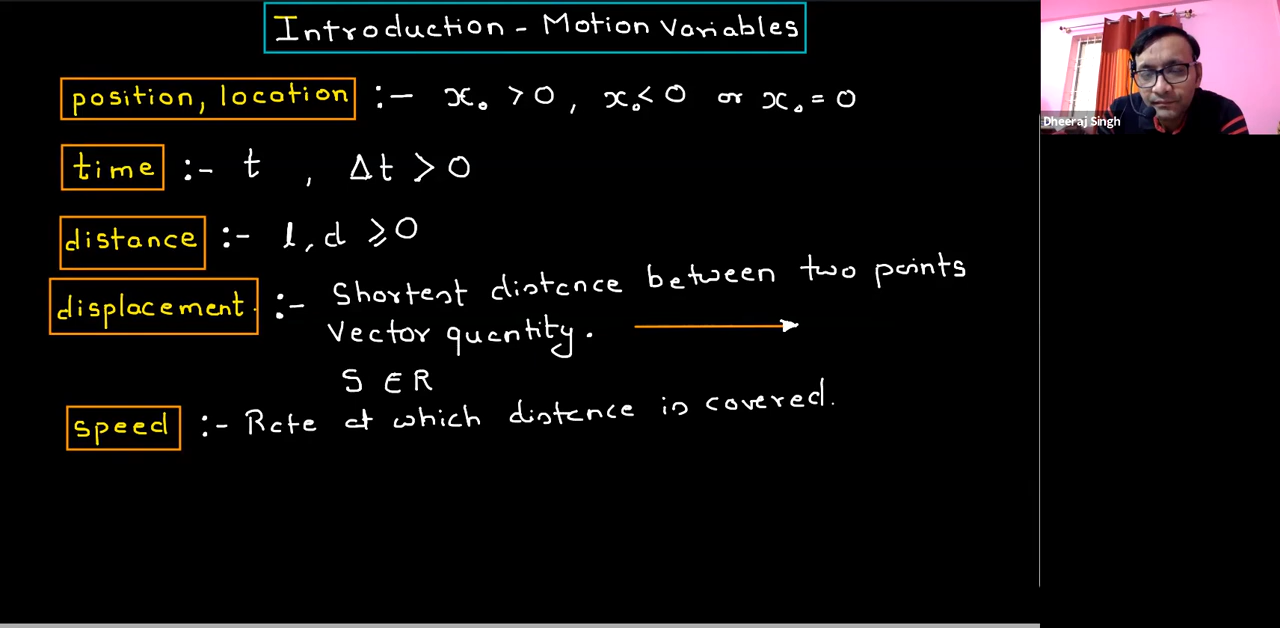 Introduction - Motion Variables
position, location :- x₀ > 0, x₀ < 0 or x₀ = 0
time :- t , Δt > 0
distance :- l, d ⩾ 0
displacement. :- Shortest distance between two points
Vector quantity.
S ∈ R
speed :- Rate at which distance is covered.
Dheeraj Singh